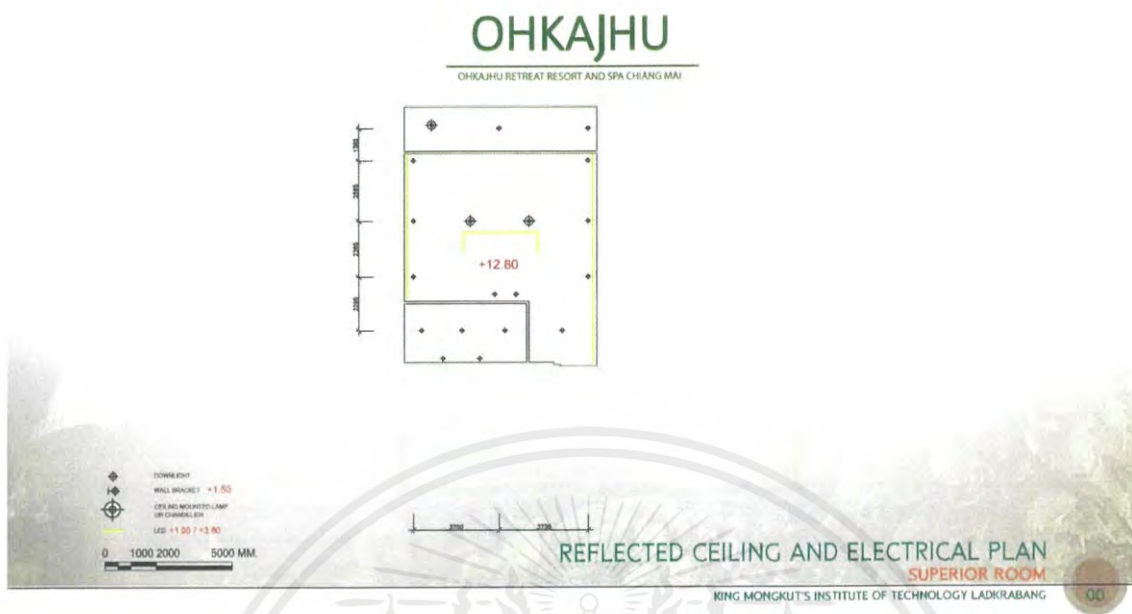 OHKAJHU
OHKAJHU RETREAT RESORT AND SPA CHIANG MAI
+12.80
DOWNLIGHT
WALL BRACKET +1.50
CEILING MOUNTED LAMP
OR CHANDELIER
LED +1.00 / +3.80
0 1000 2000 5000 MM.
3750
REFLECTED CEILING AND ELECTRICAL PLAN
SUPERIOR ROOM
KING MONGKUT'S INSTITUTE OF TECHNOLOGY LADKRABANG
00